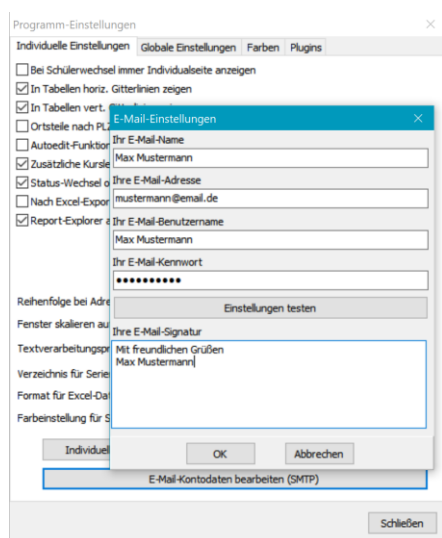 Programm-Einstellungen
Individuelle Einstellungen Globale Einstellungen Farben Plugins
Bei Schülerwechsel immer Individualseite anzeigen
In Tabellen horiz. Gitterlinien zeigen
In Tabellen vert.
Ortsteile nach PLZ
Autoedit-Funktion
Zusätzliche Kursle
Status-Wechsel o
Nach Excel-Expor
Report-Explorer a
Reihenfolge bei Adre
Fenster skalieren au
Textverarbeitungspr
Verzeichnis für Serie
Format für Excel-Dat
Farbeinstellung für S
Individuel
E-Mail-Einstellungen
Ihr E-Mail-Name
Max Mustermann
Ihre E-Mail-Adresse
mustermann@email.de
Ihr E-Mail-Benutzername
Max Mustermann
Ihr E-Mail-Kennwort
●●●●●●●●●●
Einstellungen testen
Ihre E-Mail-Signatur
Mit freundlichen Grüßen
Max Mustermann
OK Abbrechen
E-Mail-Kontodaten bearbeiten (SMTP)
Schließen